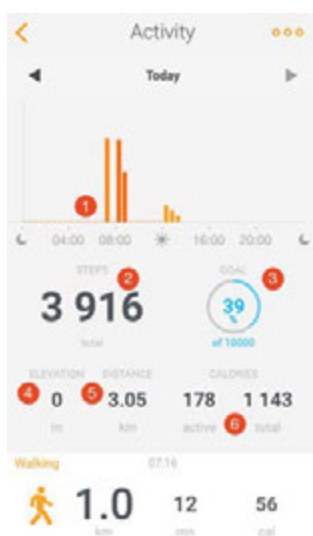 Activity
Today
1
04:00 08:00 16:00 20:00
STEPS 2 GOAL 3
3 916 39 %
total of 10000
ELEVATION DISTANCE CALORIES
4 0 5 3.05 178 1 143
m km active 6 total
Walking 07:16
1.0 12 56
km mn cal